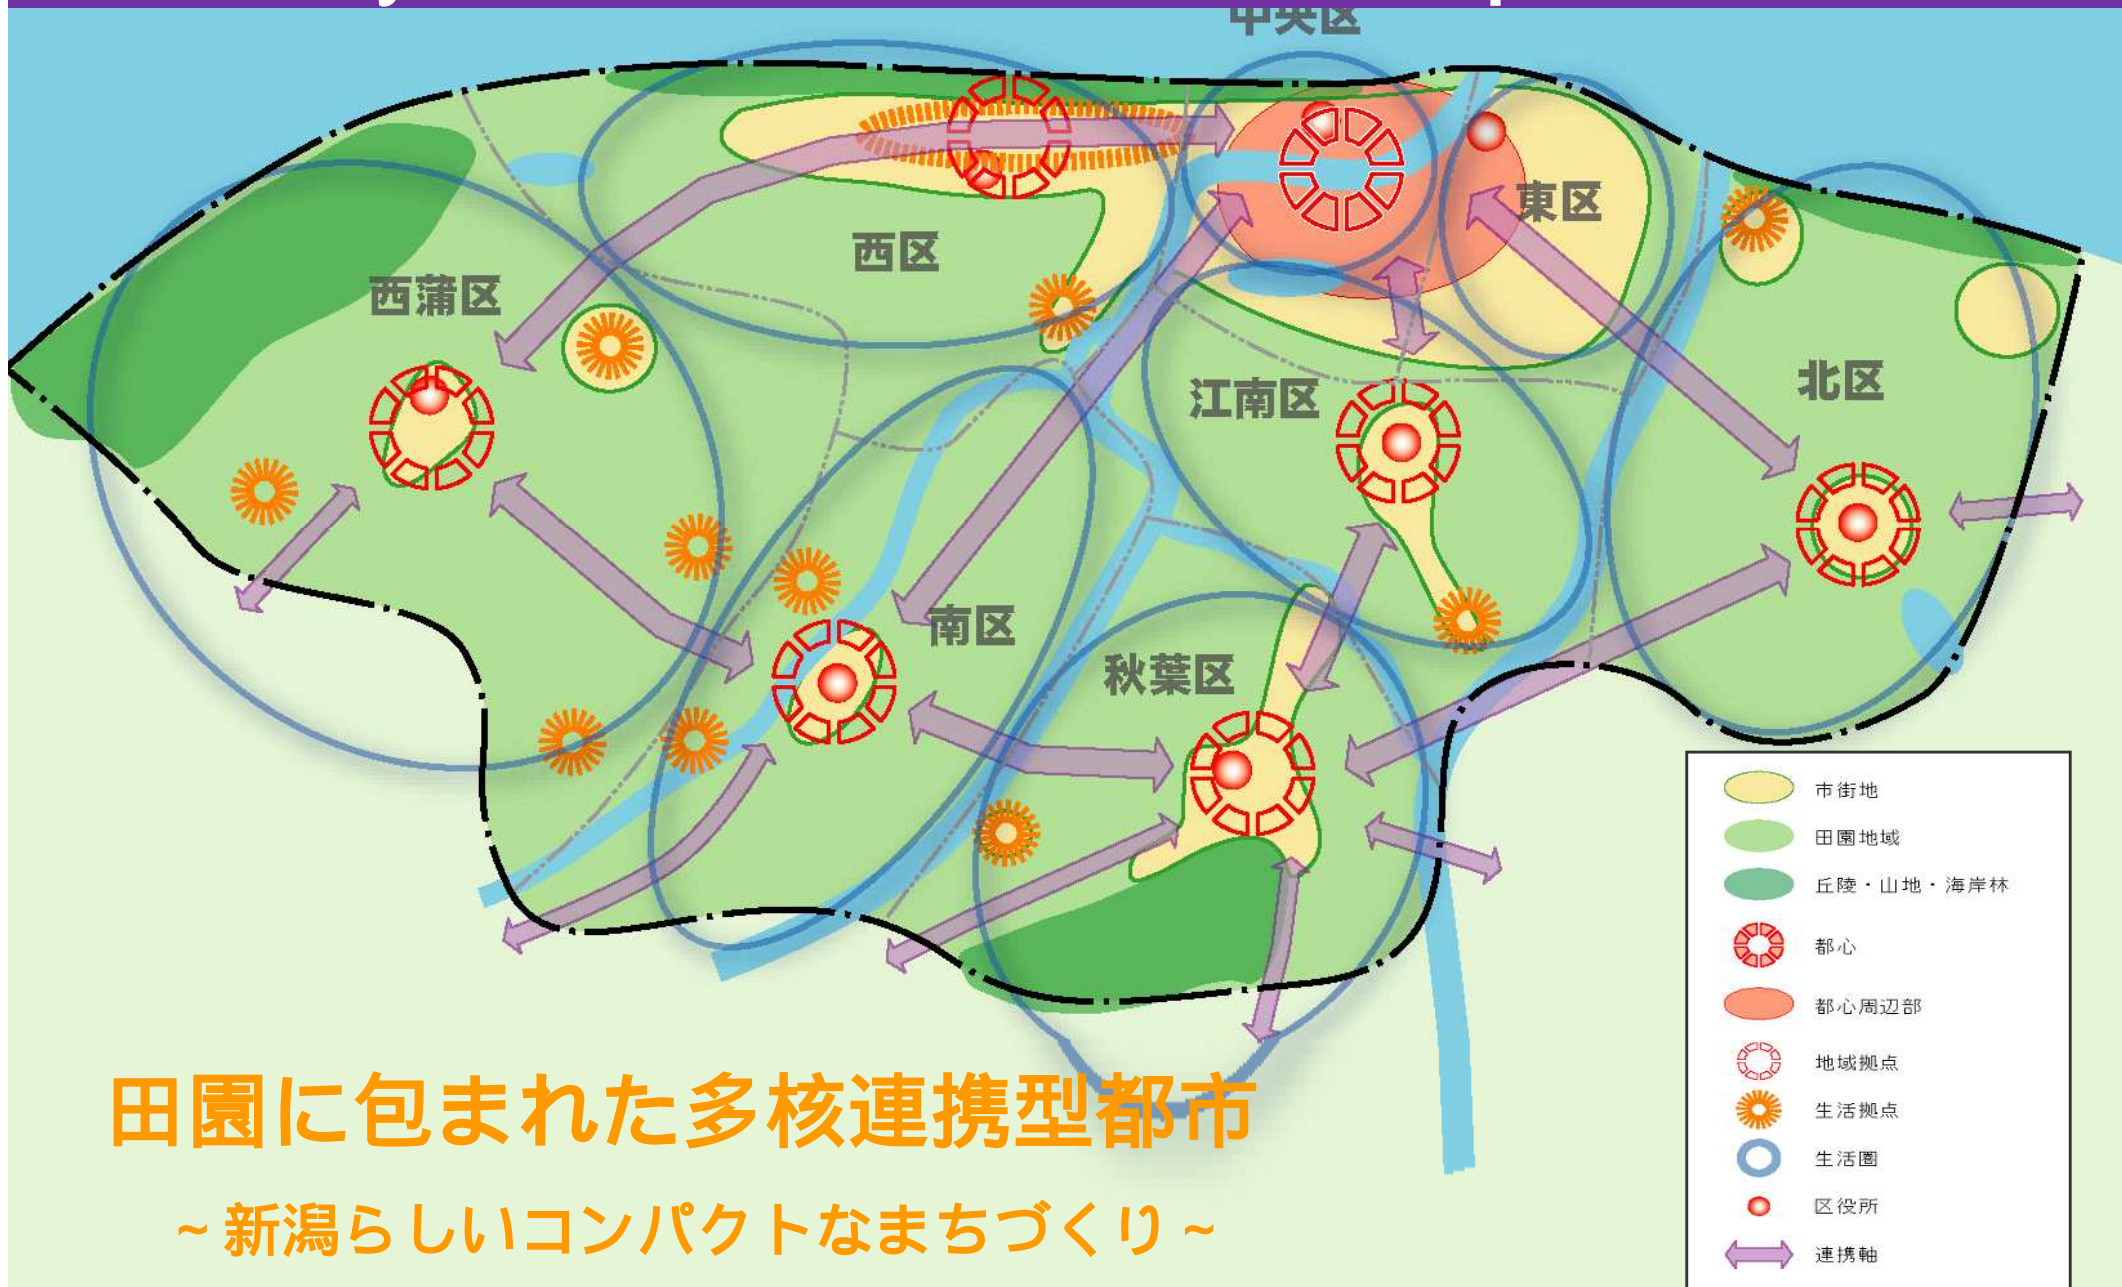 中央区
東区
西区
西蒲区
北区
江南区
南区
秋葉区
市街地
田園地域
丘陵・山地・海岸林
都心
都心周辺部
地域拠点
生活拠点
生活圏
区役所
連携軸
田園に包まれた多核連携型都市
~新潟らしいコンパクトなまちづくり~